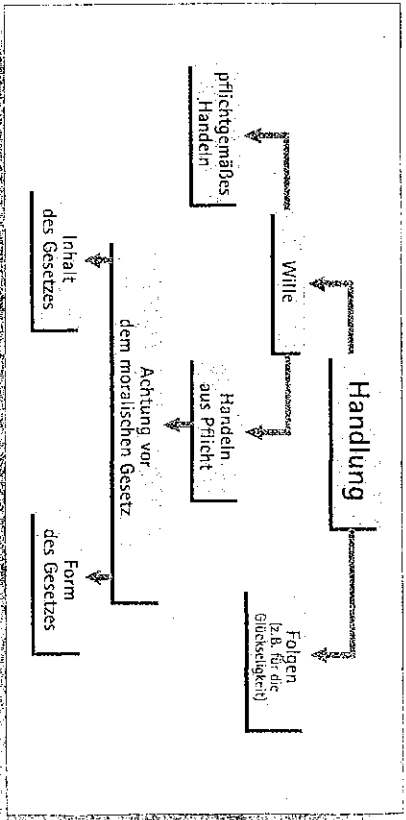 Handlung
Wille
Folgen
(z.B. für die
Glückseligkeit)
pflichtgemäßes
Handeln
Handeln
aus Pflicht
Achtung vor
dem moralischen Gesetz
Inhalt
des Gesetzes
Form
des Gesetzes